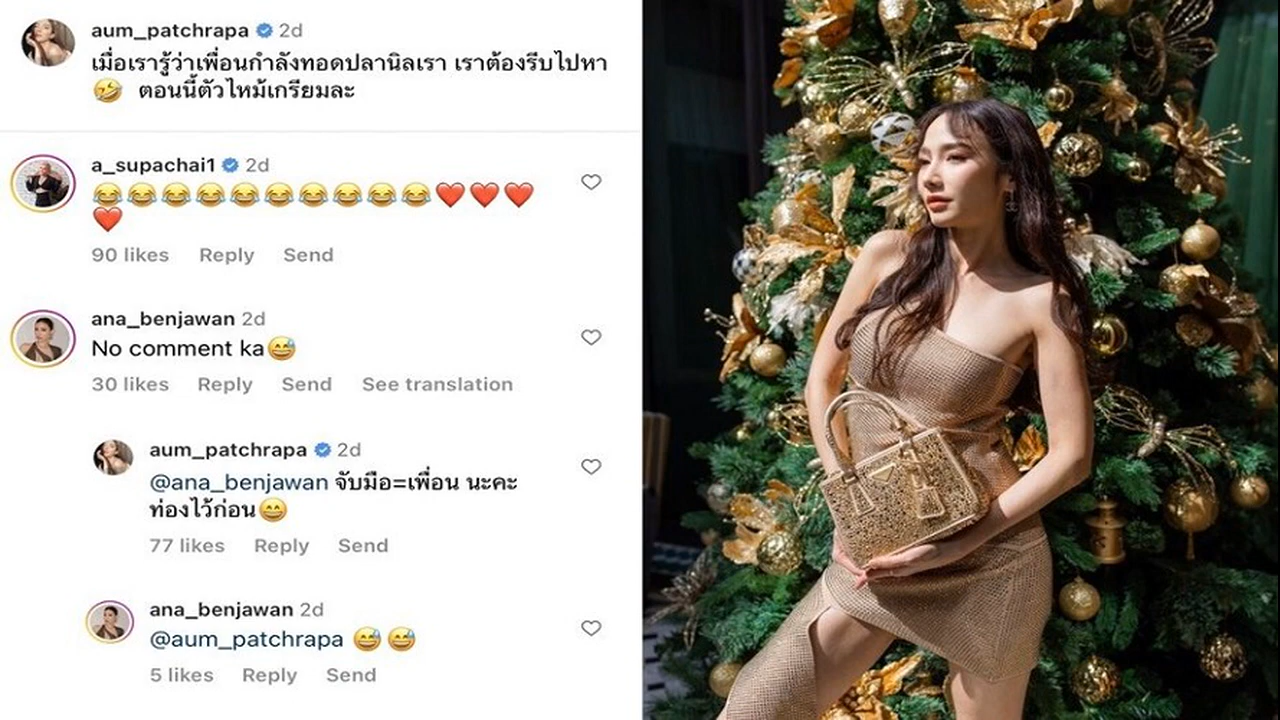 aum_patchrapa 2d
เมื่อเรารู้ว่าเพื่อนกำลังทอดปลานิลเรา เราต้องรีบไปหา
🤣 ตอนนี้ตัวไหม้เกรียมละ
a_supachai1 2d
😂😂😂😂😂😂😂😂😂😂❤️❤️❤️
❤️
90 likes Reply Send
ana_benjawan 2d
No comment ka😅
30 likes Reply Send See translation
aum_patchrapa 2d
@ana_benjawan จับมือ=เพื่อน นะคะ
ท่องไว้ก่อน😄
77 likes Reply Send
ana_benjawan 2d
@aum_patchrapa 😅😅
5 likes Reply Send